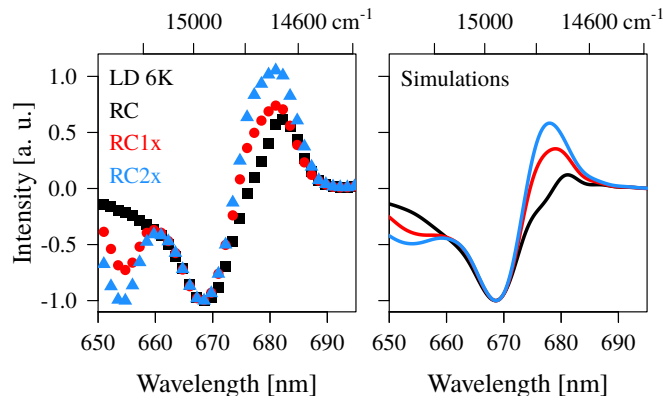 15000 14600 cm-1
15000 14600 cm-1
LD 6K
RC
RC1x
RC2x
Simulations
Intensity [a. u.]
1.0
0.5
0.0
-0.5
-1.0
650 660 670 680 690
650 660 670 680 690
Wavelength [nm]
Wavelength [nm]